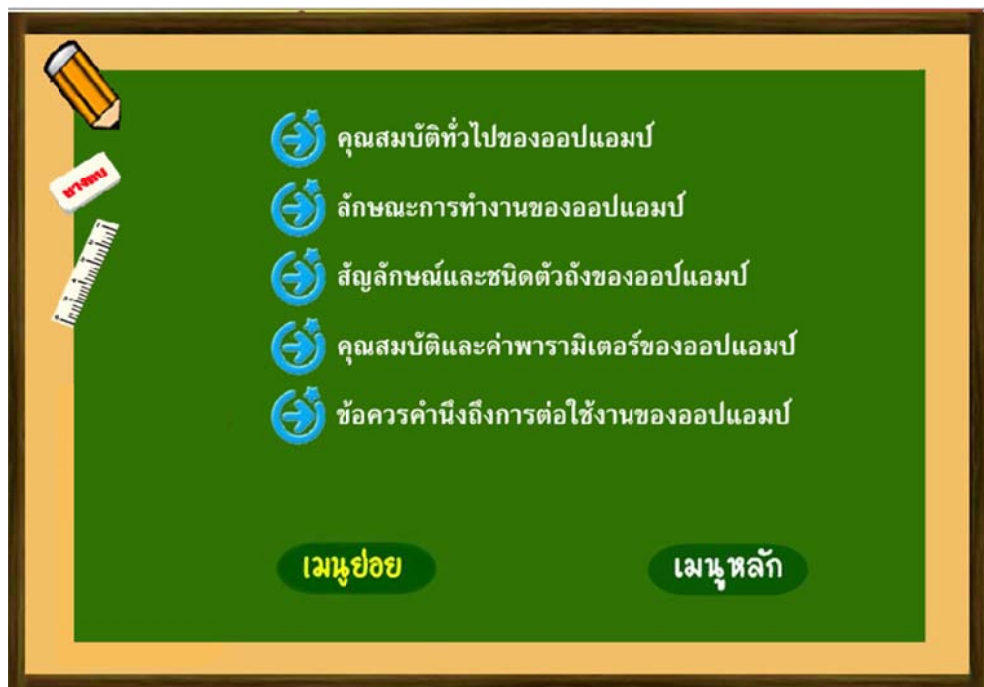 คุณสมบัติทั่วไปของออปแอมป์
ยางลบ
ลักษณะการทำงานของออปแอมป์
สัญลักษณ์และชนิดตัวถังของออป์แอมป์
คุณสมบัติและค่าพารามิเตอร์ของออปแอมป์
ข้อควรคำนึงถึงการต่อใช้งานของออปแอมป์
เมนูย่อย
เมนูหลัก